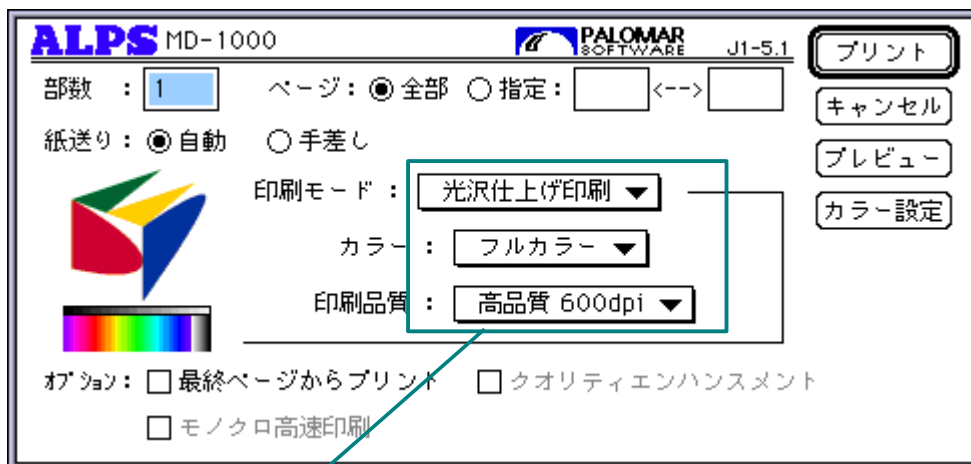 ALPS MD-1000 PALOMAR SOFTWARE J1-5.1
プリント
部数 : 1 ページ: 全部 指定: <-->
キャンセル
紙送り: 自動 手差し
プレビュー
印刷モード : 光沢仕上げ印刷
カラー設定
カラー : フルカラー
印刷品質 : 高品質 600dpi
オプション: 最終ページからプリント クオリティエンハンスメント
モノクロ高速印刷